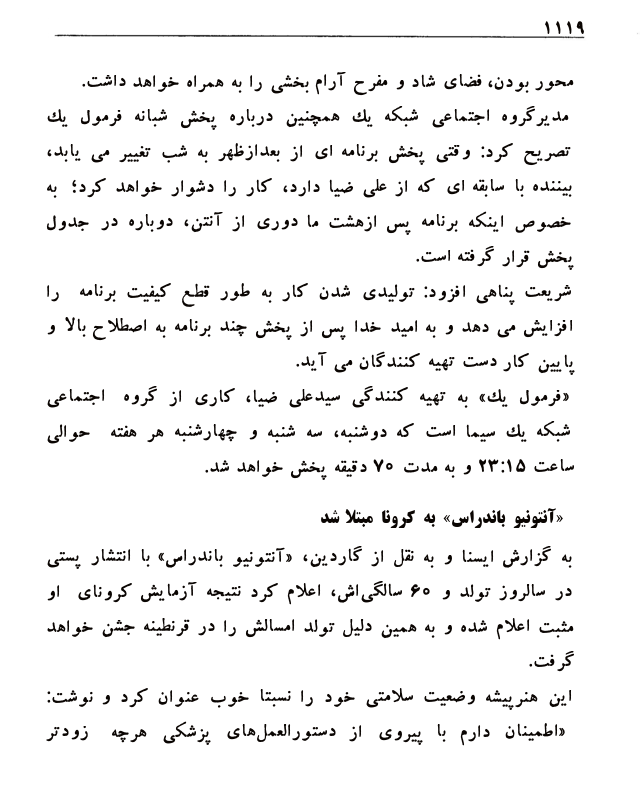 ۱۱۱۹
محور بودن، فضای شاد و مفرح آرام بخشی را به همراه خواهد داشت.
مدیرگروه اجتماعی شبکه یك همچنین درباره پخش شبانه فرمول یك
تصریح کرد: وقتی پخش برنامه ای از بعدازظهر به شب تغییر می یابد،
بیننده با سابقه ای که از علی ضیا دارد، کار را دشوار خواهد کرد؛ به
خصوص اینکه برنامه پس ازهشت ما دوری از آنتن، دوباره در جدول
پخش قرار گرفته است.
شریعت پناهی افزود: تولیدی شدن کار به طور قطع کیفیت برنامه را
افزایش می دهد و به امید خدا پس از پخش چند برنامه به اصطلاح بالا و
پایین کار دست تهیه کنندگان می آید.
«فرمول یك» به تهیه کنندگی سیدعلی ضیا، کاری از گروه اجتماعی
شبکه یك سیما است که دوشنبه، سه شنبه و چهارشنبه هر هفته حوالی
ساعت ۲۳:۱۵ و به مدت ۷۰ دقیقه پخش خواهد شد.
«آنتونیو باندراس» به کرونا مبتلا شد
به گزارش ایسنا و به نقل از گاردین، «آنتونیو باندراس» با انتشار پستی
در سالروز تولد و ۶۰ سالگی‌اش، اعلام کرد نتیجه آزمایش کرونای او
مثبت اعلام شده و به همین دلیل تولد امسالش را در قرنطینه جشن خواهد
گرفت.
این هنرپیشه وضعیت سلامتی خود را نسبتا خوب عنوان کرد و نوشت:
«اطمینان دارم با پیروی از دستورالعمل‌های پزشکی هرچه زودتر